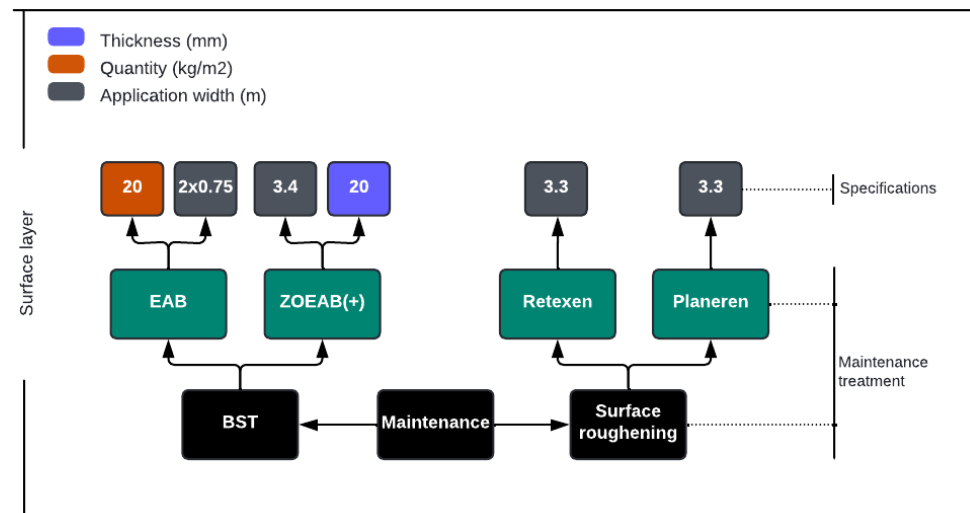 Thickness (mm)
Quantity (kg/m2)
Application width (m)
20
2x0.75
3.4
20
3.3
3.3
Specifications
Surface layer
EAB
ZOEAB(+)
Retexen
Planeren
Maintenance
treatment
BST
Maintenance
Surface
roughening